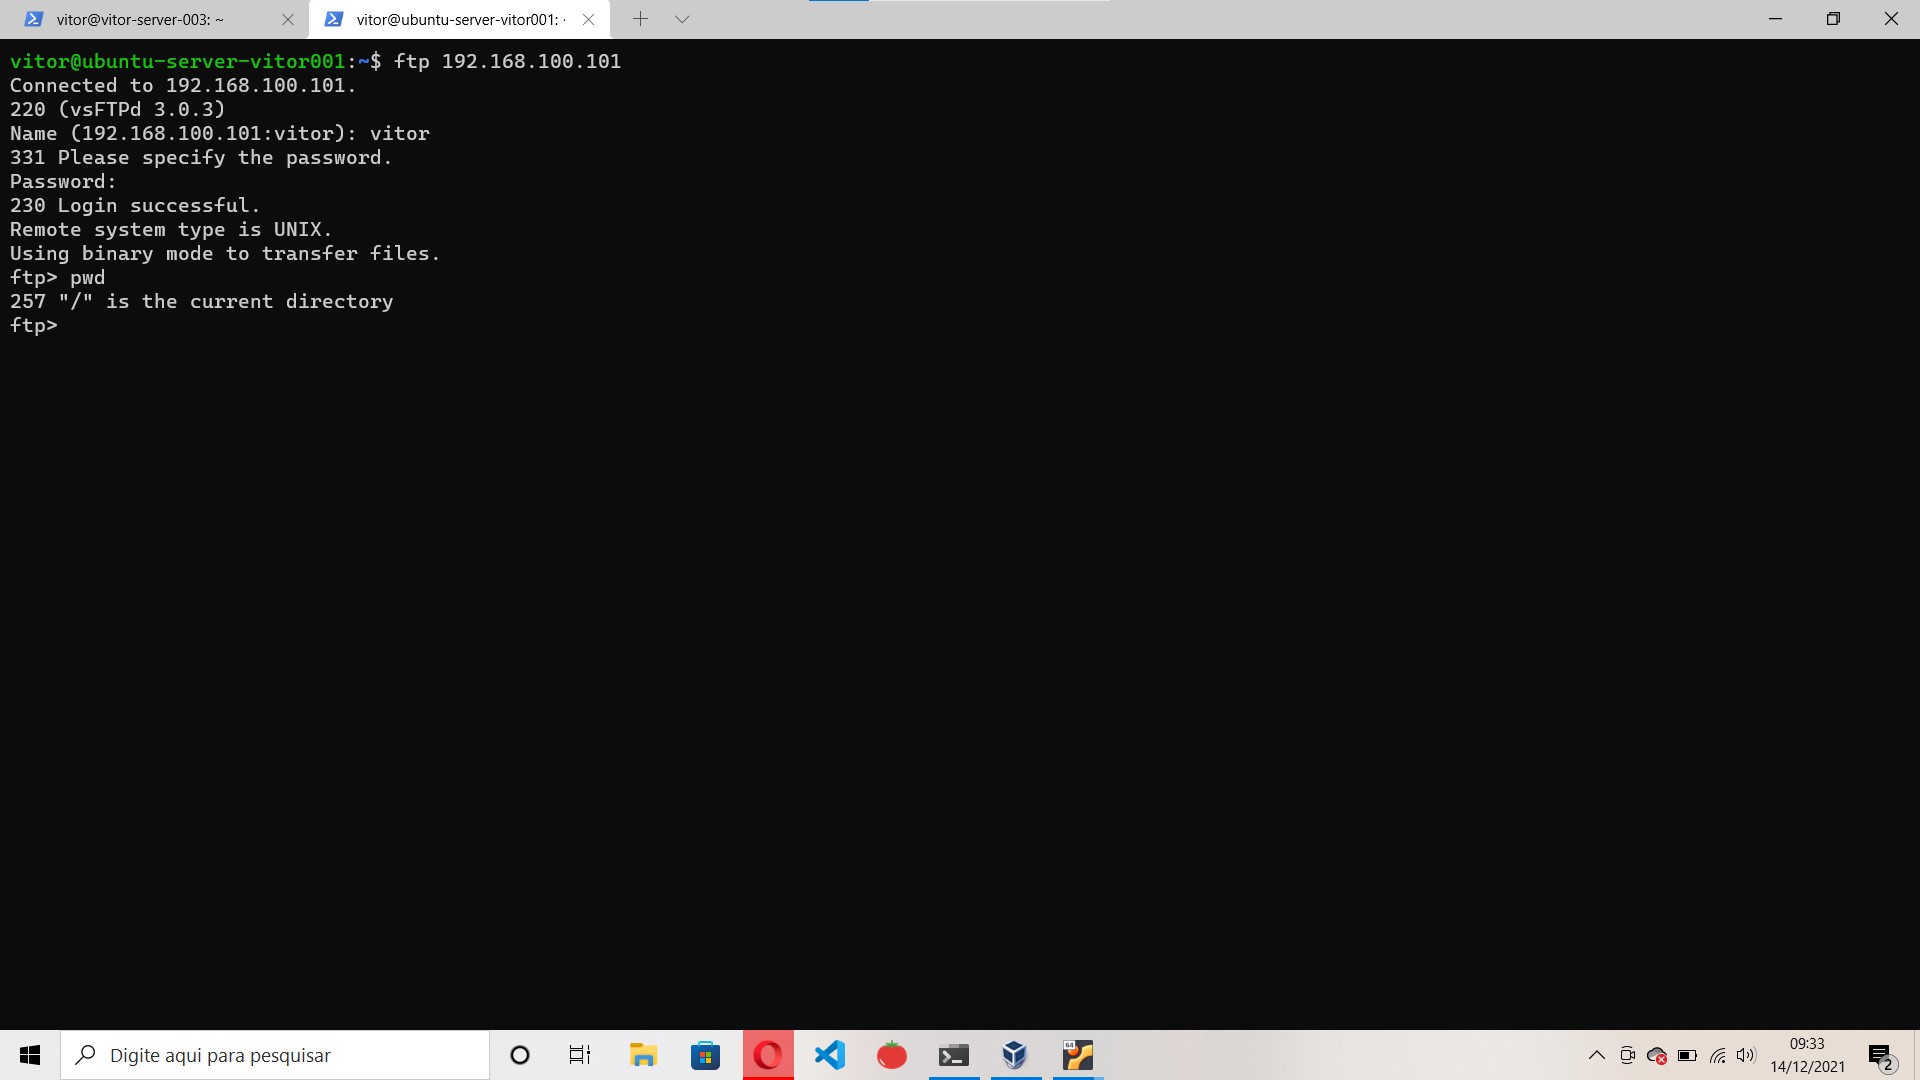 vitor@vitor-server-003: ~
vitor@ubuntu-server-vitor001: ·
vitor@ubuntu-server-vitor001:~$ ftp 192.168.100.101
Connected to 192.168.100.101.
220 (vsFTPd 3.0.3)
Name (192.168.100.101:vitor): vitor
331 Please specify the password.
Password:
230 Login successful.
Remote system type is UNIX.
Using binary mode to transfer files.
ftp> pwd
257 "/" is the current directory
ftp>
Digite aqui para pesquisar
64
09:33
14/12/2021
2